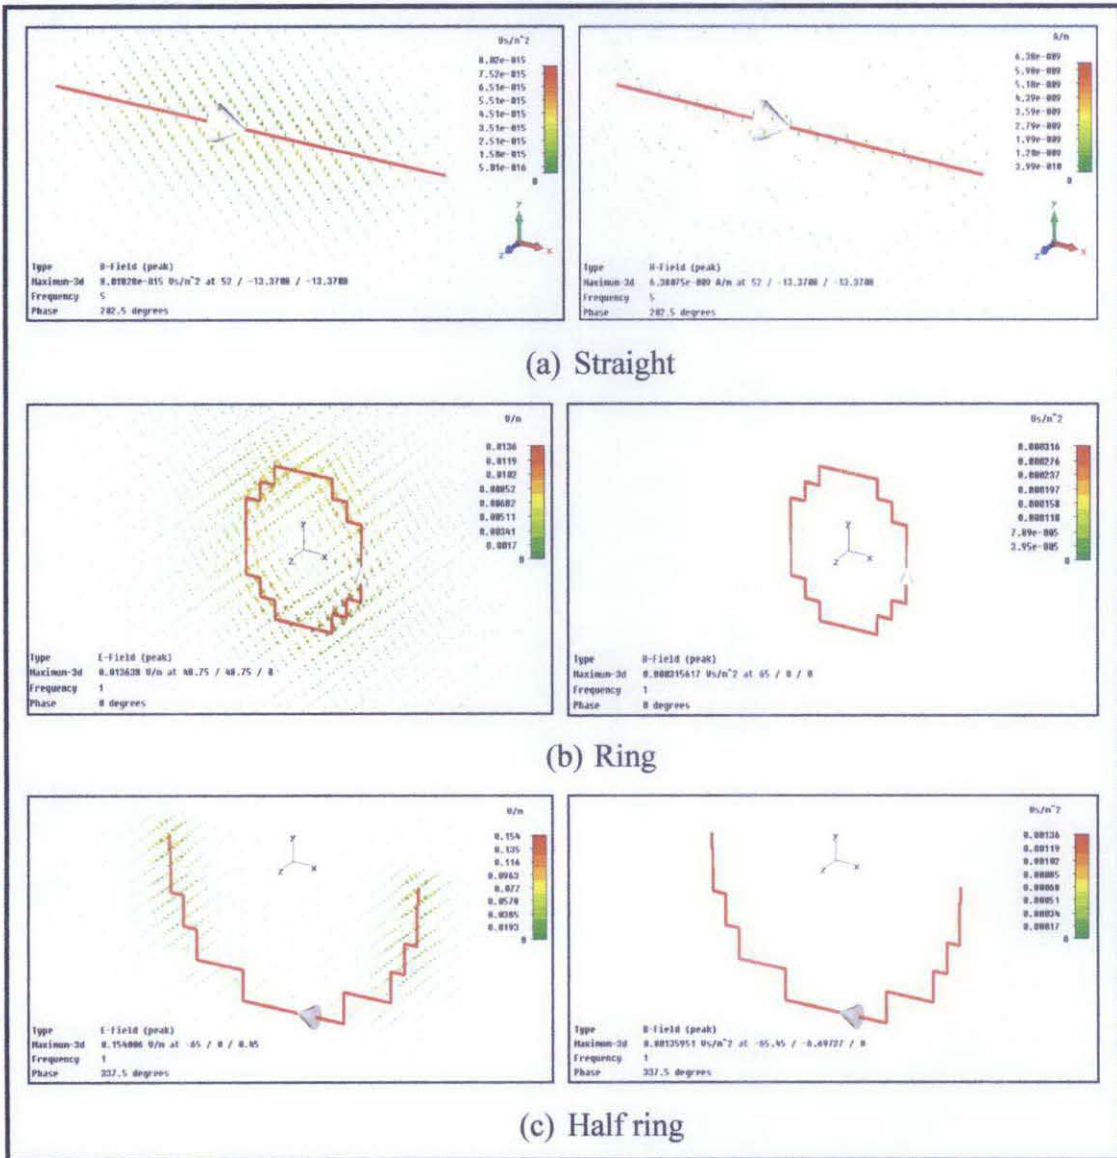 Vs/m^2
8.02e-015
7.52e-015
6.51e-015
5.51e-015
4.51e-015
3.51e-015
2.51e-015
1.50e-015
5.01e-016
0
y
z
x
Type B-Field (peak)
Maximum-3d 8.01820e-015 Vs/m^2 at 52 / -13.3708 / -13.3708
Frequency 5
Phase 202.5 degrees
A/m
6.38e-009
5.98e-009
5.18e-009
4.39e-009
3.59e-009
2.79e-009
1.99e-009
1.20e-009
3.99e-010
0
y
z
x
Type H-Field (peak)
Maximum-3d 6.38075e-009 A/m at 52 / -13.3708 / -13.3708
Frequency 5
Phase 202.5 degrees
(a) Straight
V/m
0.0136
0.0119
0.0102
0.00852
0.00682
0.00511
0.00341
0.0017
0
y
z
x
Type E-Field (peak)
Maximum-3d 0.013638 V/m at 48.75 / 48.75 / 0
Frequency 1
Phase 0 degrees
Vs/m^2
0.000316
0.000276
0.000237
0.000197
0.000158
0.000118
7.89e-005
3.95e-005
0
y
z
x
Type B-Field (peak)
Maximum-3d 0.000315617 Vs/m^2 at 65 / 0 / 0
Frequency 1
Phase 0 degrees
(b) Ring
V/m
0.154
0.135
0.116
0.0963
0.077
0.0578
0.0385
0.0193
0
y
z
x
Type E-Field (peak)
Maximum-3d V/m at -65 / 0 / 0.45
Frequency 1
Phase 337.5 degrees
Vs/m^2
0.00136
0.00119
0.00102
0.00085
0.00068
0.00051
0.00034
0.00017
0
y
z
x
Type B-Field (peak)
Maximum-3d 0.00135951 Vs/m^2 at -65.45 / -6.69727 / 0
Frequency 1
Phase 337.5 degrees
(c) Half ring